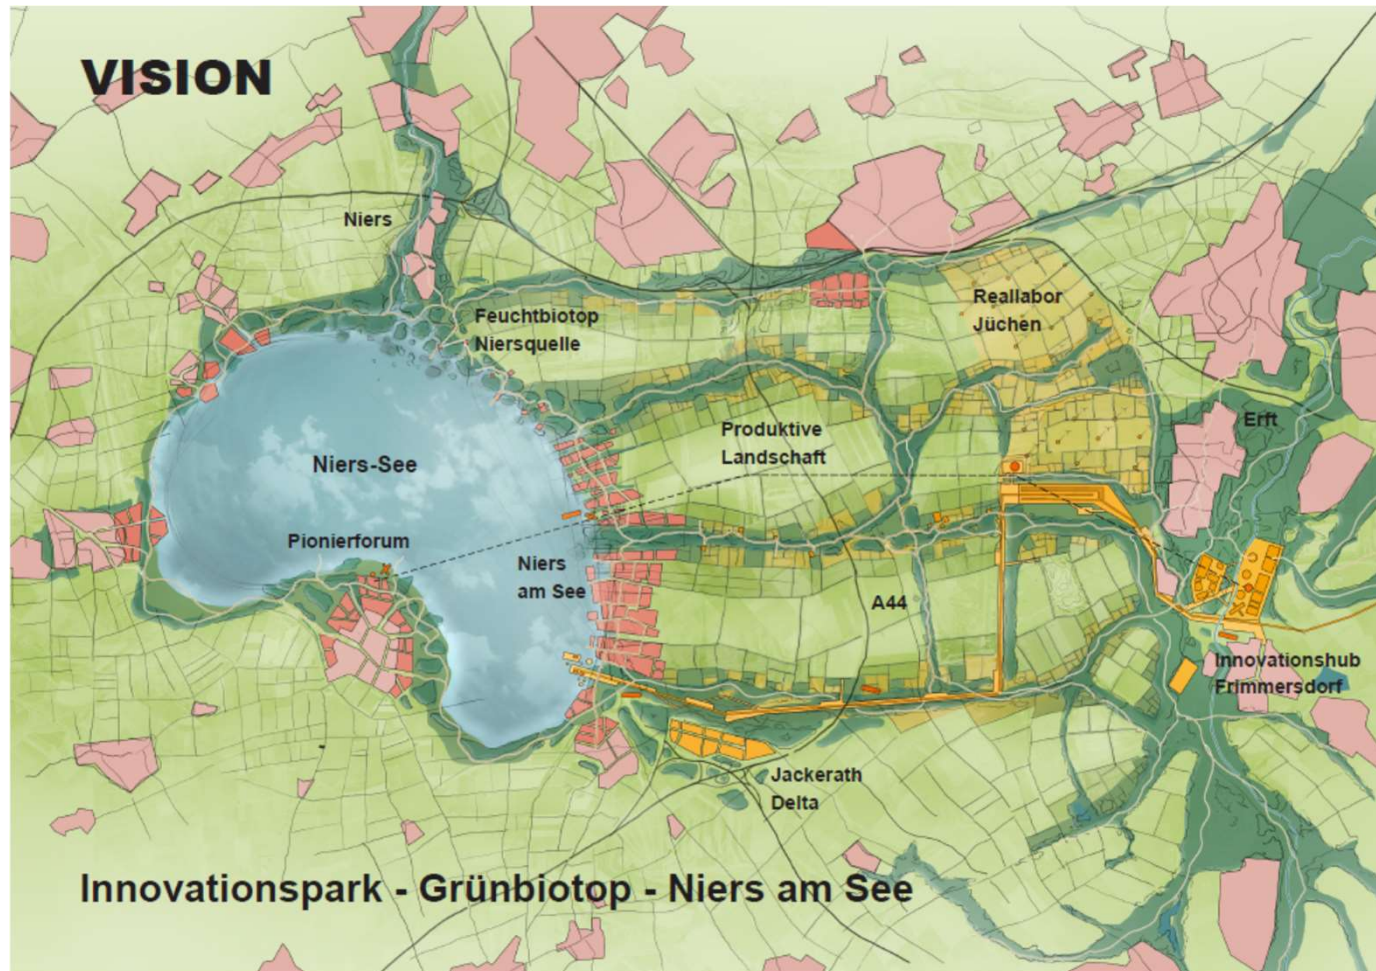 VISION
Niers
Reallabor
Jüchen
Feuchtbiotop
Niersquelle
Erft
Produktive
Landschaft
Niers-See
Pionierforum
Niers
am See
A44
Innovationshub
Frimmersdorf
Jackerath
Delta
Innovationspark - Grünbiotop - Niers am See